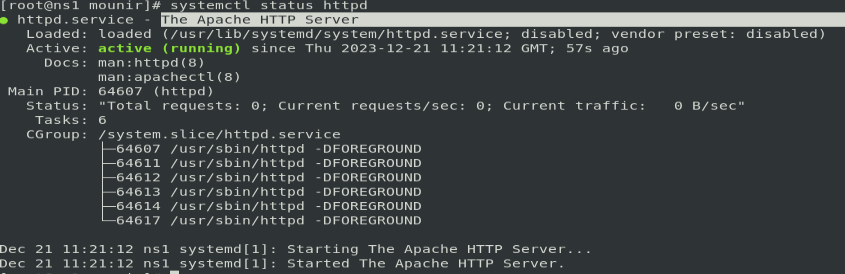 [root@ns1 mounir]# systemctl status httpd
● httpd.service - The Apache HTTP Server
Loaded: loaded (/usr/lib/systemd/system/httpd.service; disabled; vendor preset: disabled)
Active: active (running) since Thu 2023-12-21 11:21:12 GMT; 57s ago
Docs: man:httpd(8)
man:apachectl(8)
Main PID: 64607 (httpd)
Status: "Total requests: 0; Current requests/sec: 0; Current traffic:   0 B/sec"
Tasks: 6
CGroup: /system.slice/httpd.service
├─64607 /usr/sbin/httpd -DFOREGROUND
├─64611 /usr/sbin/httpd -DFOREGROUND
├─64612 /usr/sbin/httpd -DFOREGROUND
├─64613 /usr/sbin/httpd -DFOREGROUND
├─64614 /usr/sbin/httpd -DFOREGROUND
└─64617 /usr/sbin/httpd -DFOREGROUND
Dec 21 11:21:12 ns1 systemd[1]: Starting The Apache HTTP Server...
Dec 21 11:21:12 ns1 systemd[1]: Started The Apache HTTP Server.